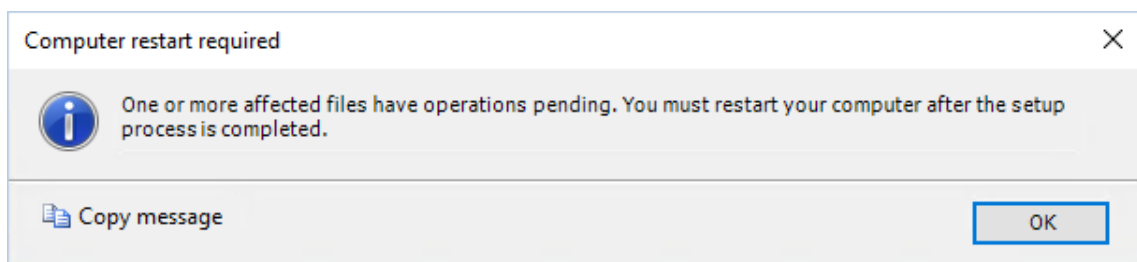 Computer restart required
One or more affected files have operations pending. You must restart your computer after the setup
process is completed.
Copy message
OK